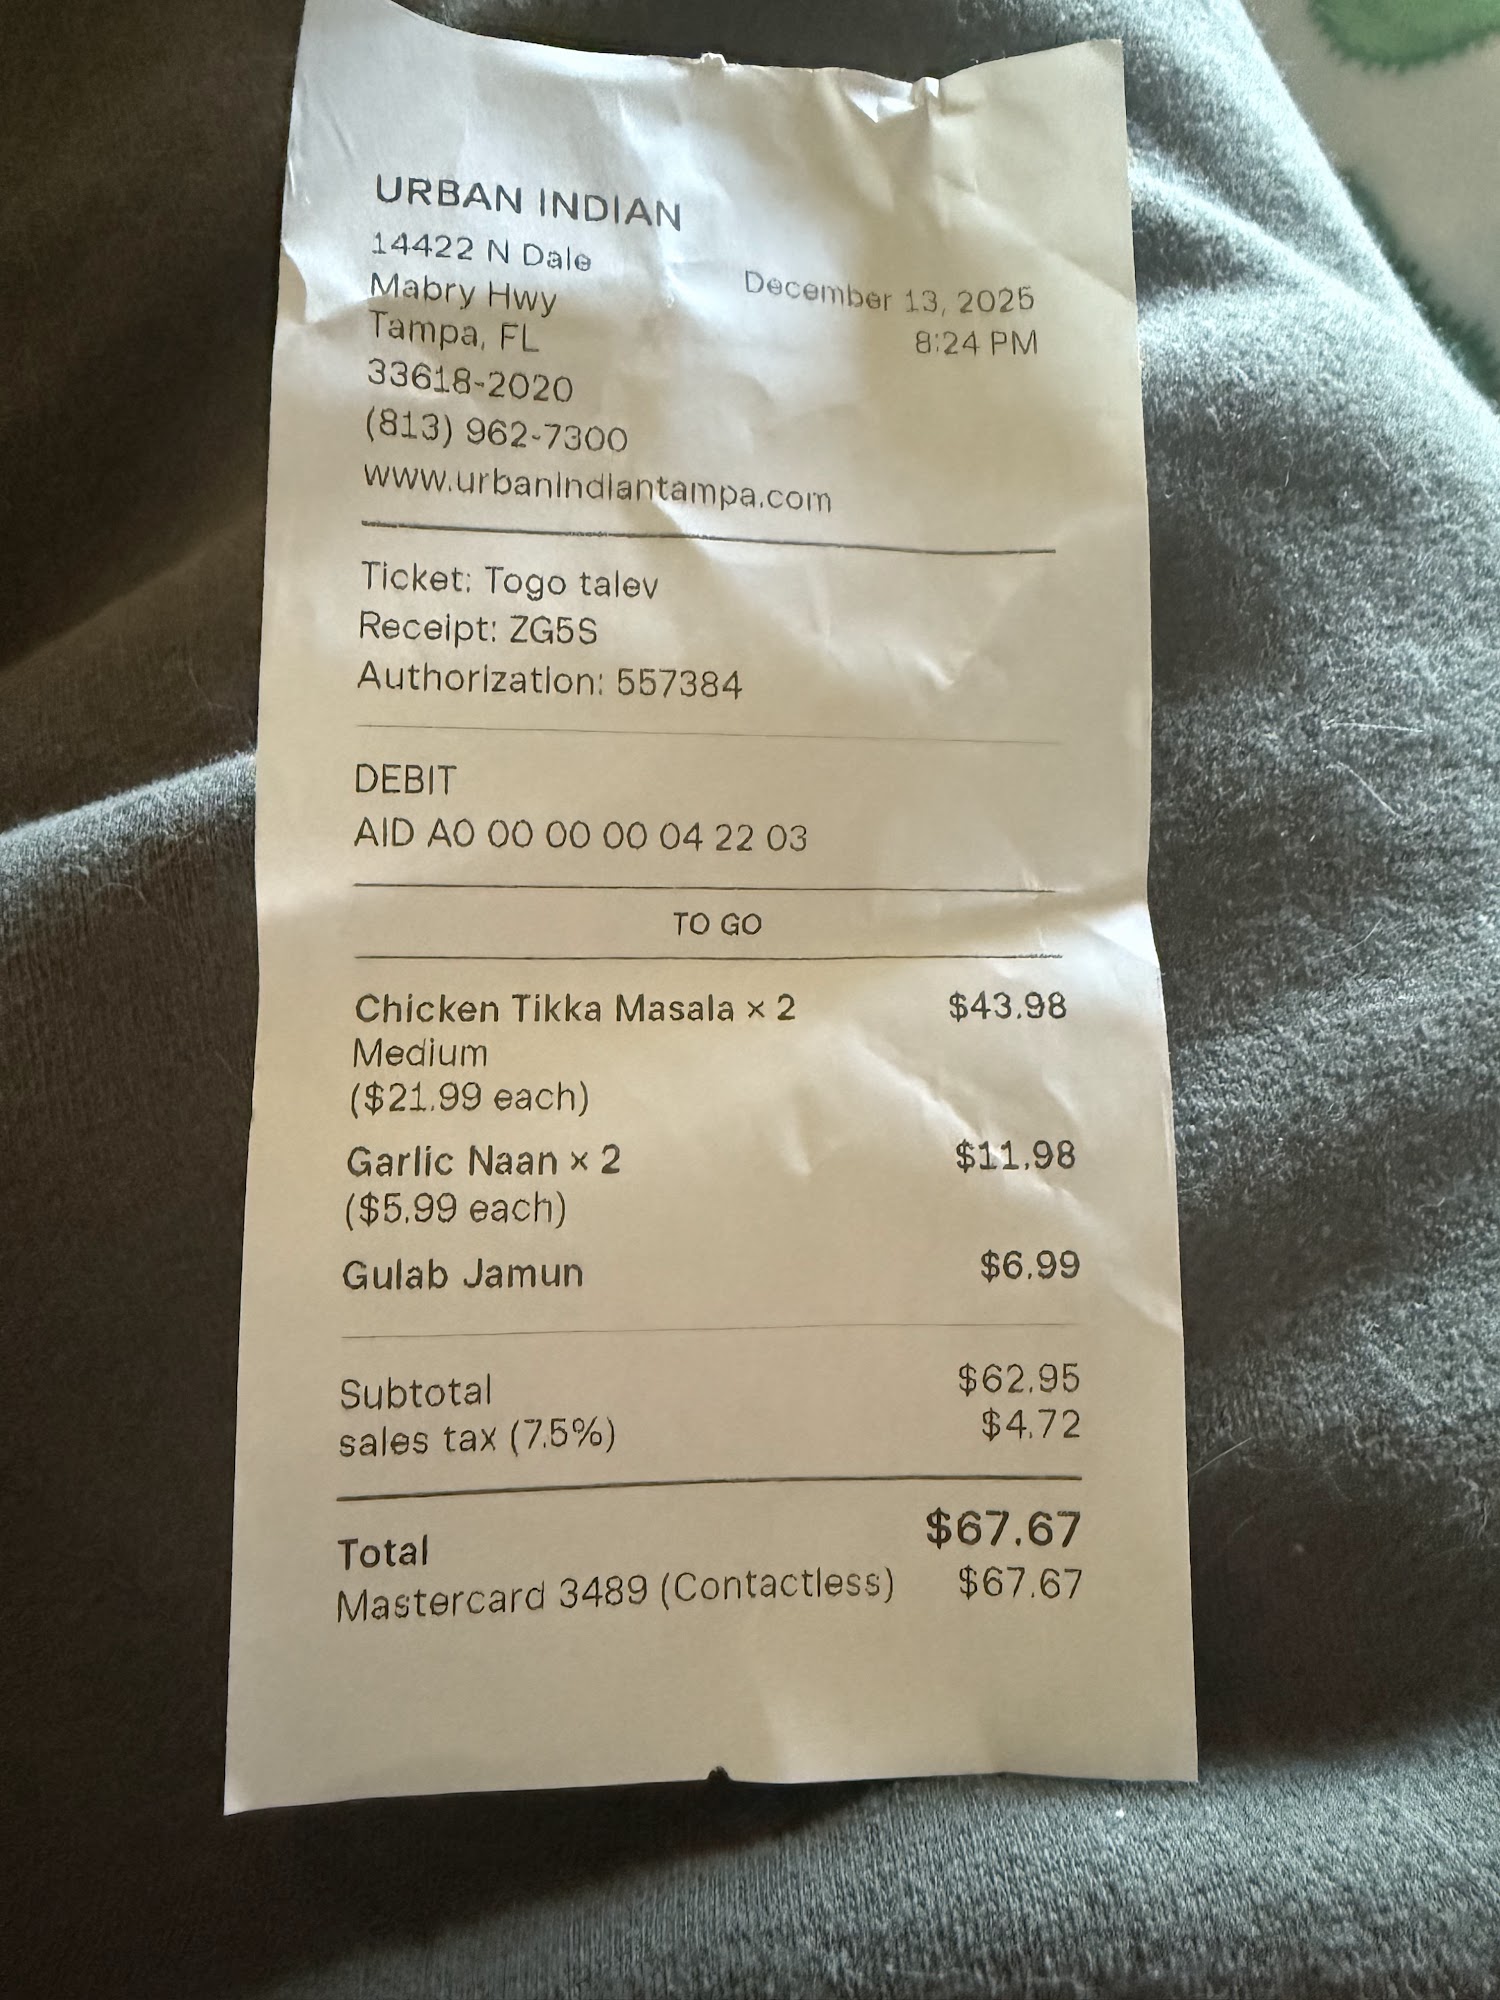 URBAN INDIAN
14422 N Dale
Mabry Hwy
Tampa, FL
33618-2020
(813) 962-7300
www.urbanindiantampa.com
December 13, 2025
8:24 PM
Ticket: Togo talev
Receipt: ZG5S
Authorization: 557384
DEBIT
AID A0 00 00 00 04 22 03
TO GO
Chicken Tikka Masala × 2 $43.98
Medium
($21.99 each)
Garlic Naan × 2 $11.98
($5.99 each)
Gulab Jamun $6.99
Subtotal $62.95
sales tax (7.5%) $4.72
Total $67.67
Mastercard 3489 (Contactless) $67.67